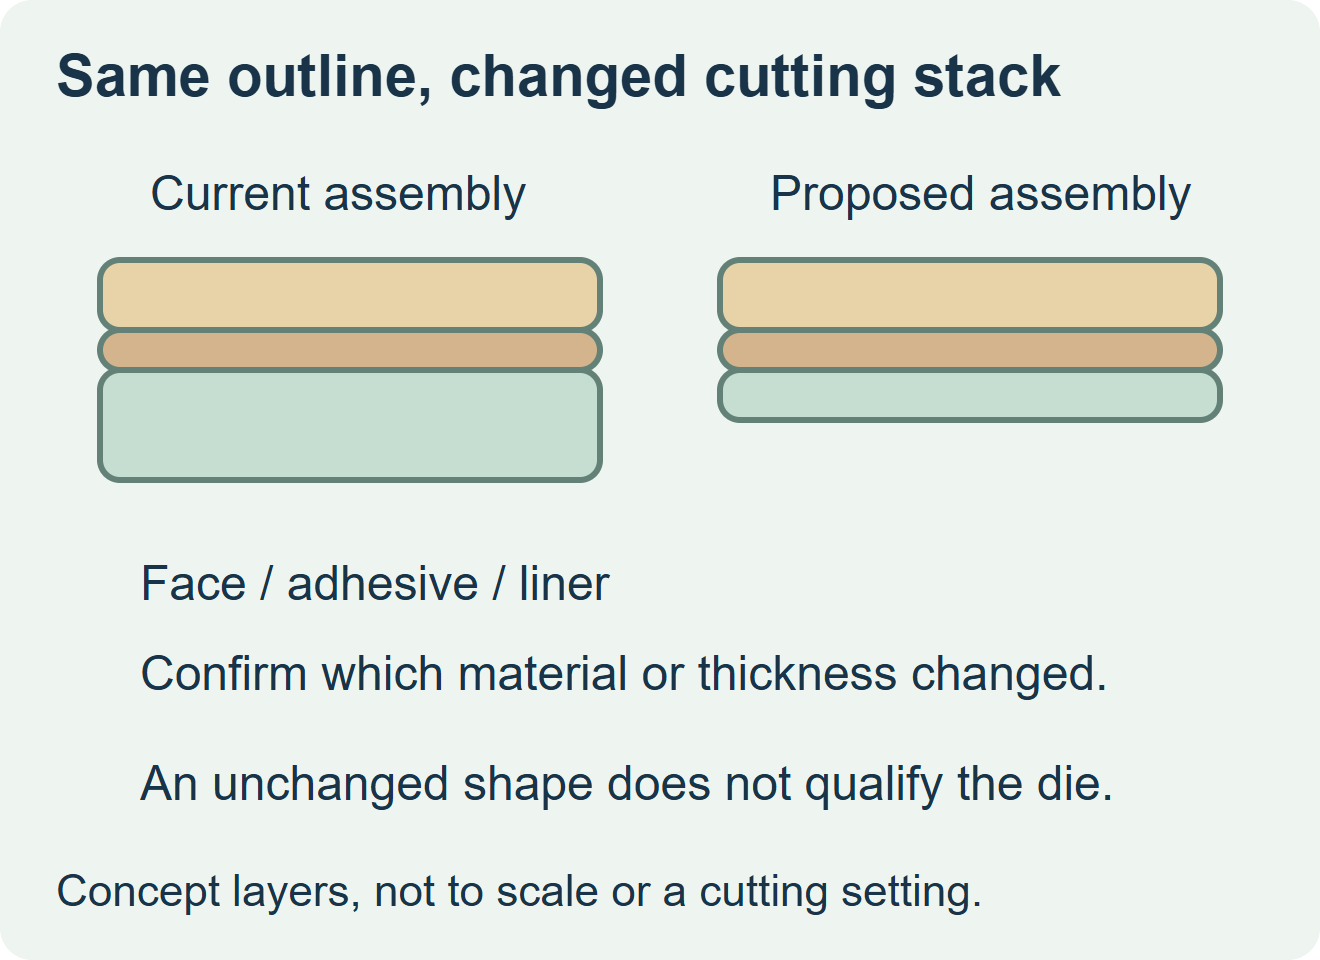 Same outline, changed cutting stack
Current assembly
Proposed assembly
Face / adhesive / liner
Confirm which material or thickness changed.
An unchanged shape does not qualify the die.
Concept layers, not to scale or a cutting setting.